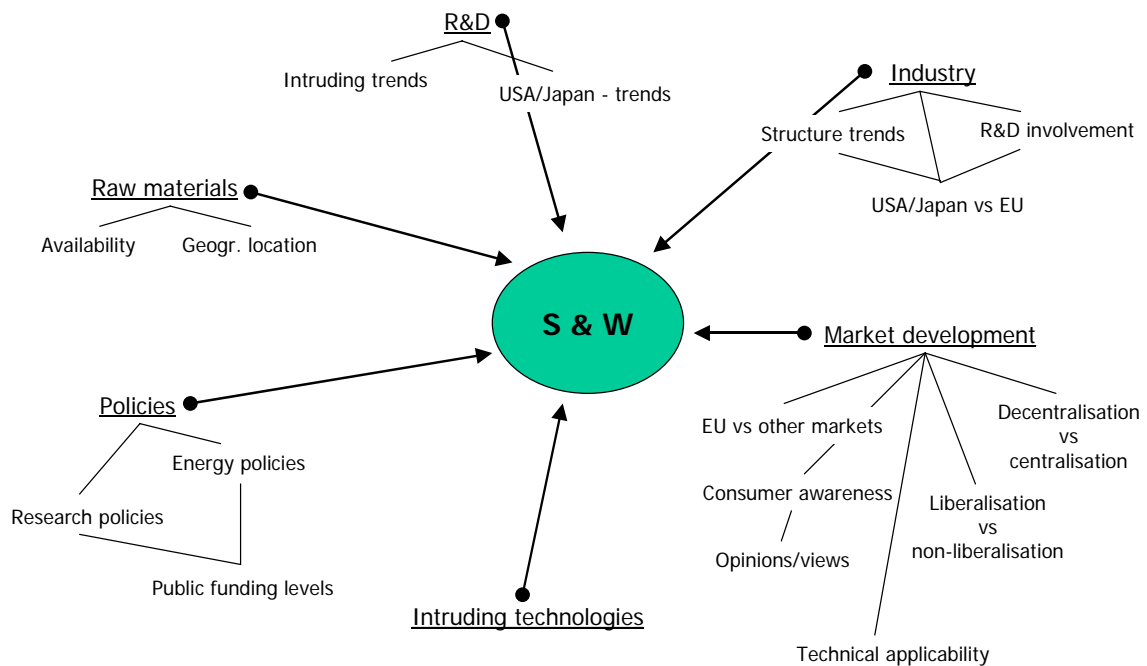 R&D
Intruding trends
USA/Japan - trends
Industry
Structure trends
R&D involvement
USA/Japan vs EU
Raw materials
Availability
Geogr. location
S & W
Market development
EU vs other markets
Decentralisation
vs
centralisation
Consumer awareness
Liberalisation
vs
non-liberalisation
Opinions/views
Technical applicability
Policies
Energy policies
Research policies
Public funding levels
Intruding technologies